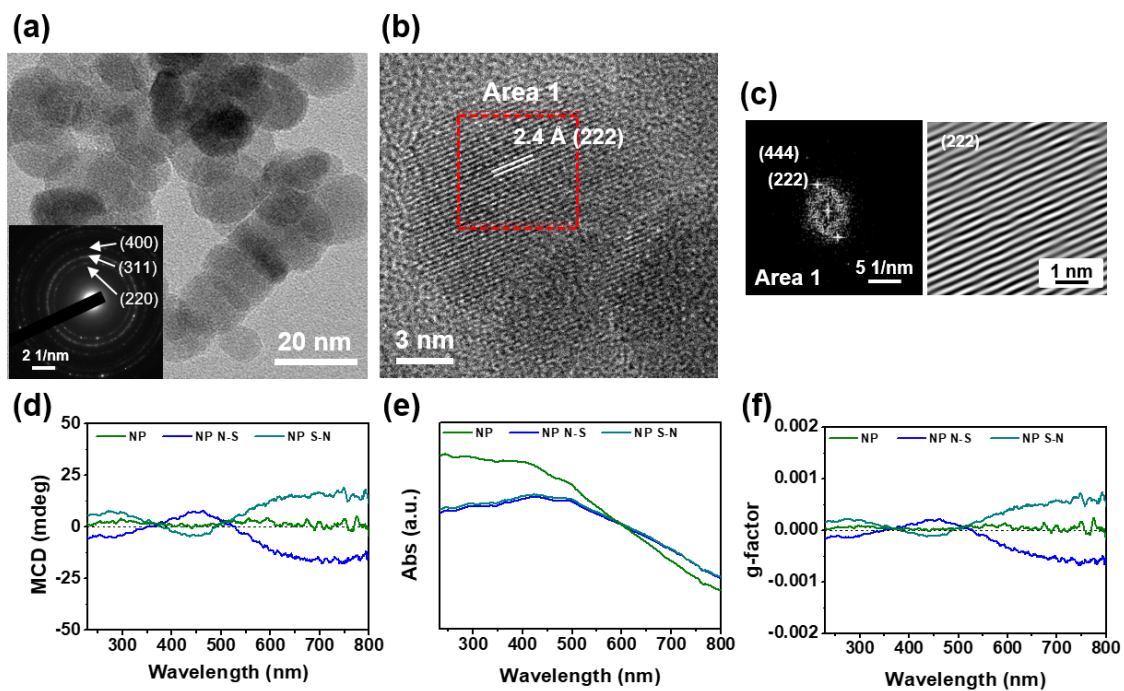 (a)
(400)
(311)
(220)
2 1/nm
20 nm
(b)
Area 1
2.4 Å (222)
3 nm
(c)
(444)
(222)
Area 1
5 1/nm
(222)
1 nm
(d)
NP NP N-S NP S-N
50
25
0
-25
-50
MCD (mdeg)
300 400 500 600 700 800
Wavelength (nm)
(e)
NP NP N-S NP S-N
Abs (a.u.)
300 400 500 600 700 800
Wavelength (nm)
(f)
NP NP N-S NP S-N
0.002
0.001
0.000
-0.001
-0.002
g-factor
300 400 500 600 700 800
Wavelength (nm)